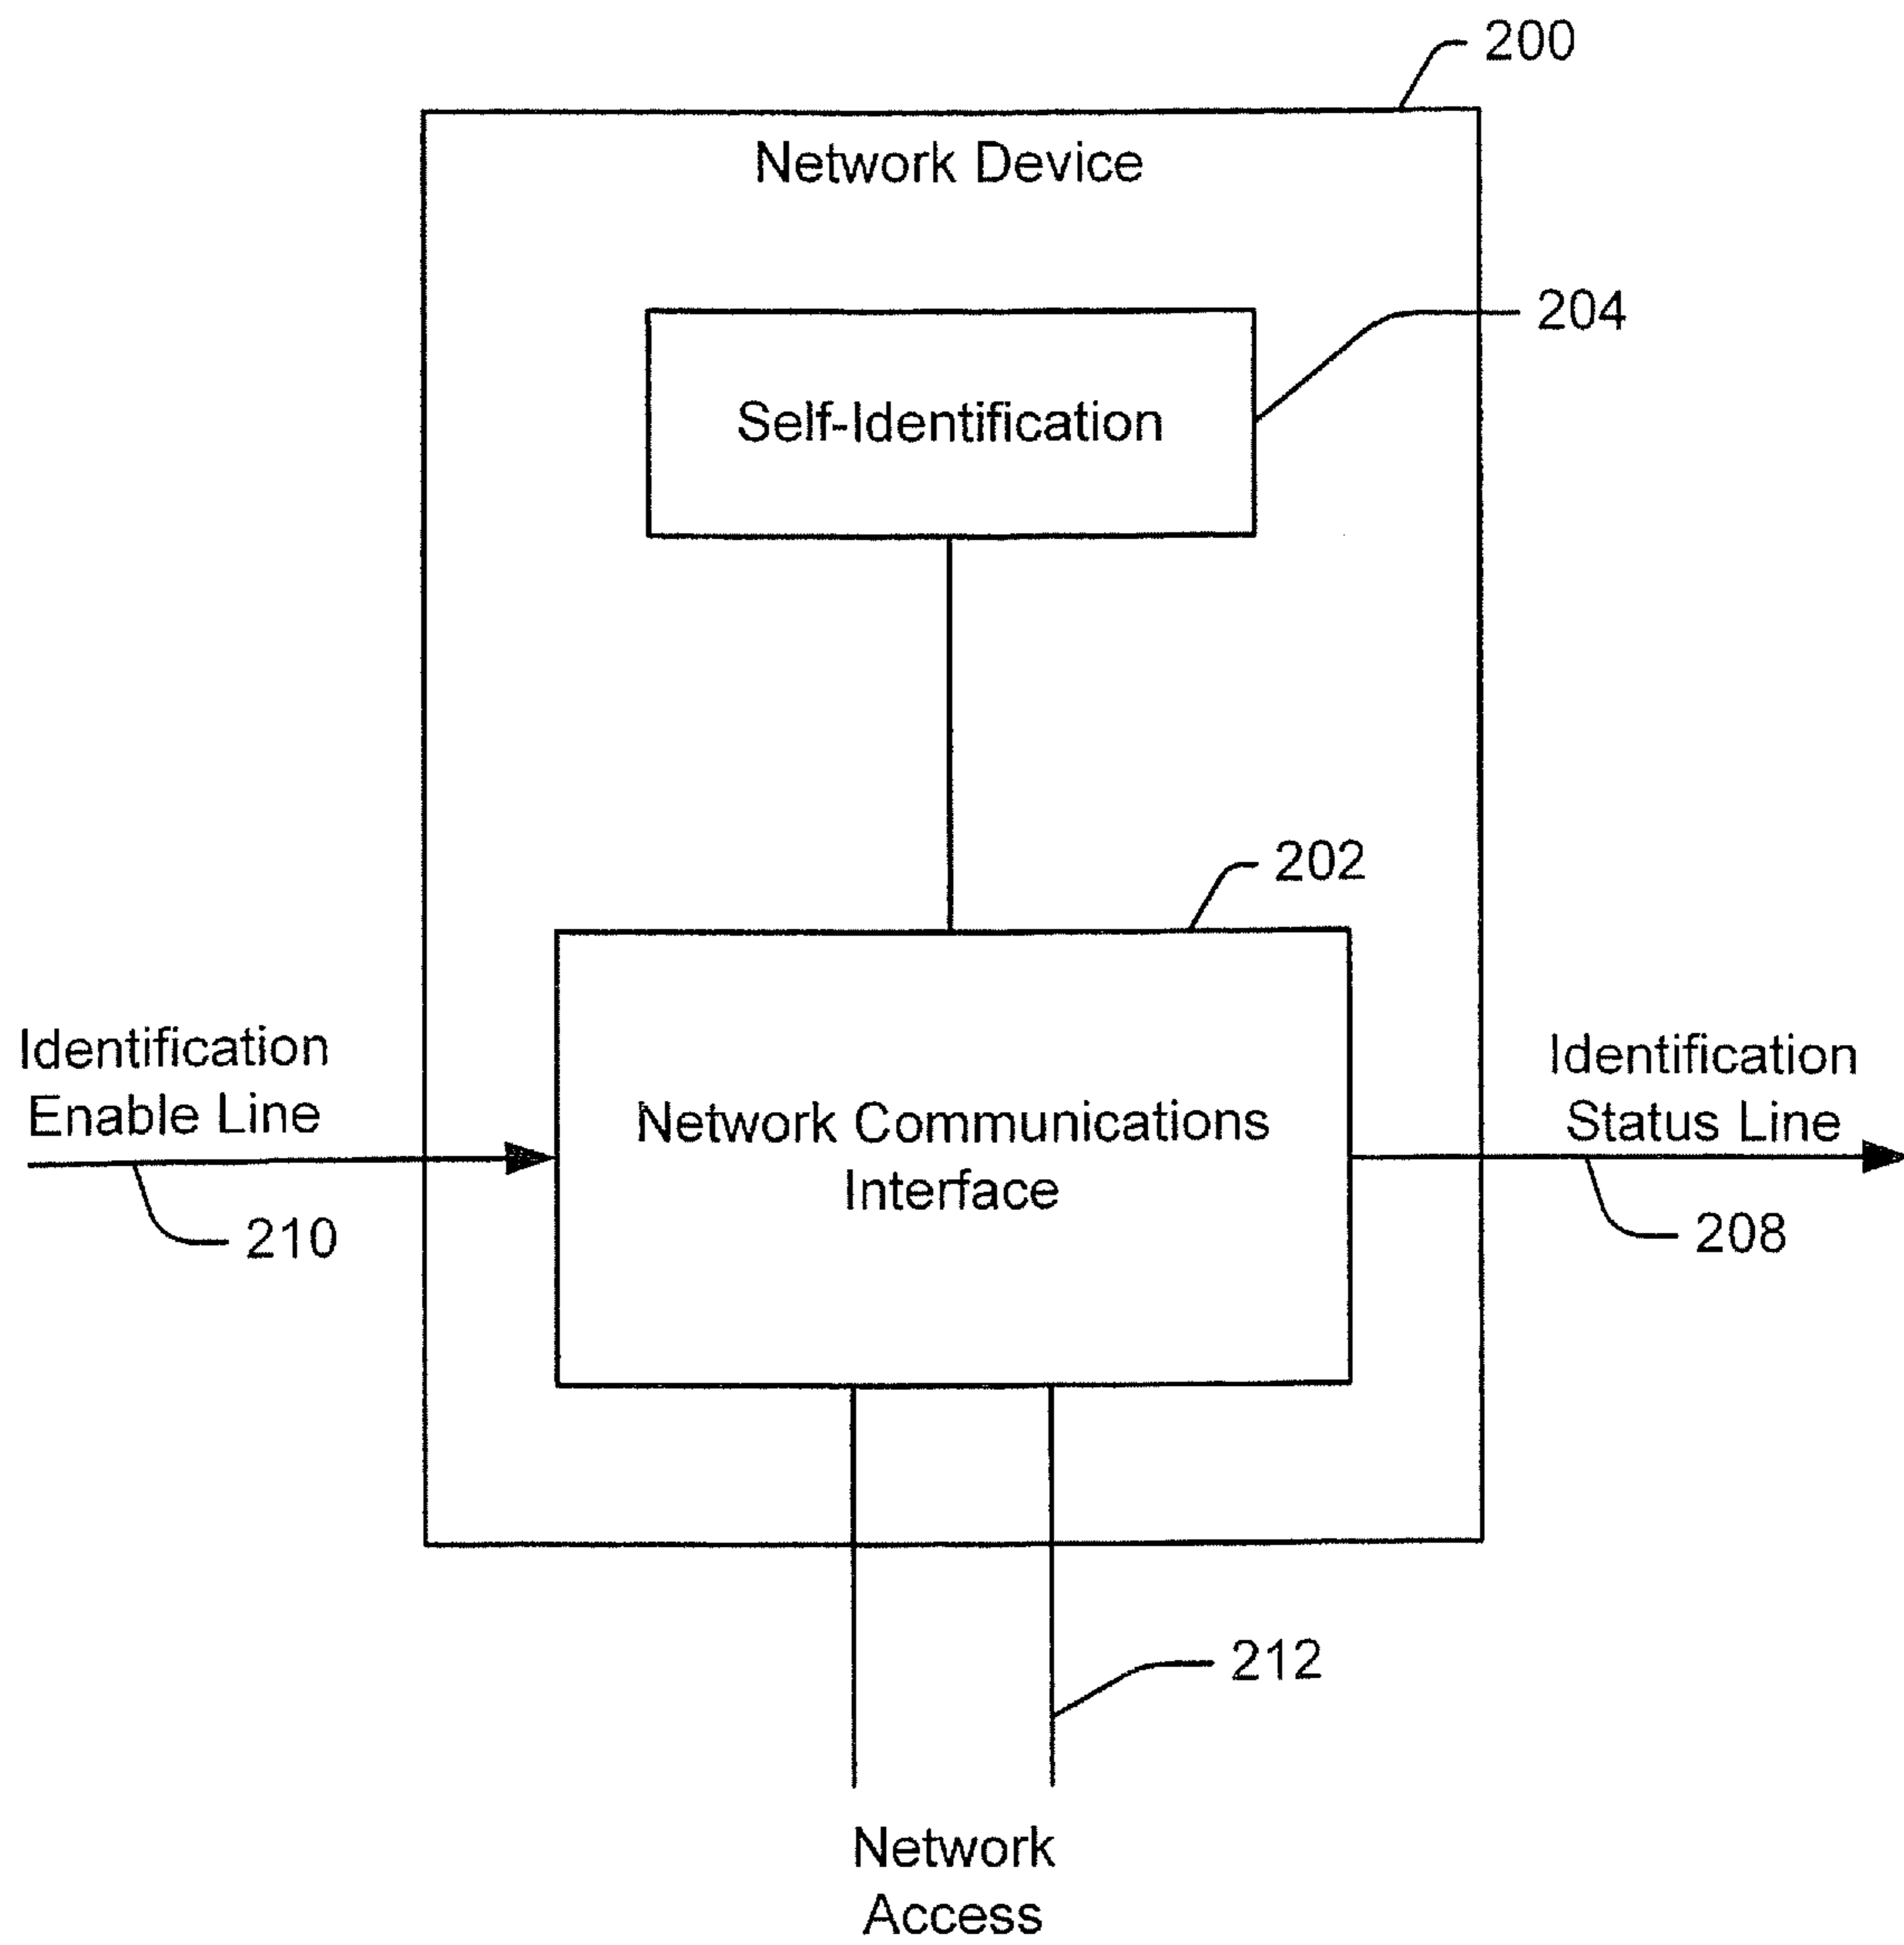 200
Network Device
204
Self-Identification
202
Identification
Enable Line
210
Network Communications
Interface
Identification
Status Line
208
212
Network
Access